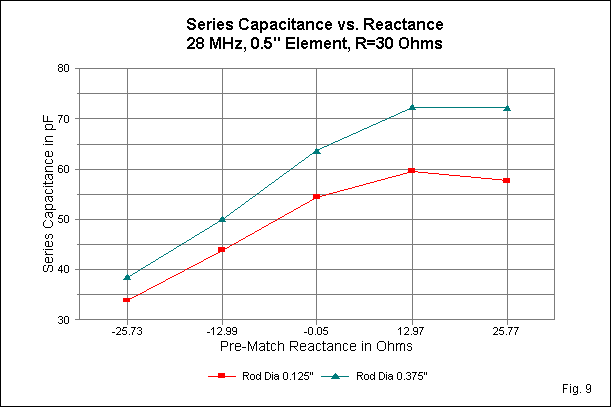 Series Capacitance vs. Reactance
28 MHz, 0.5" Element, R=30 Ohms
Series Capacitance in pF
80
70
60
50
40
30
-25.73 -12.99 -0.05 12.97 25.77
Pre-Match Reactance in Ohms
Rod Dia 0.125" Rod Dia 0.375"
Fig. 9